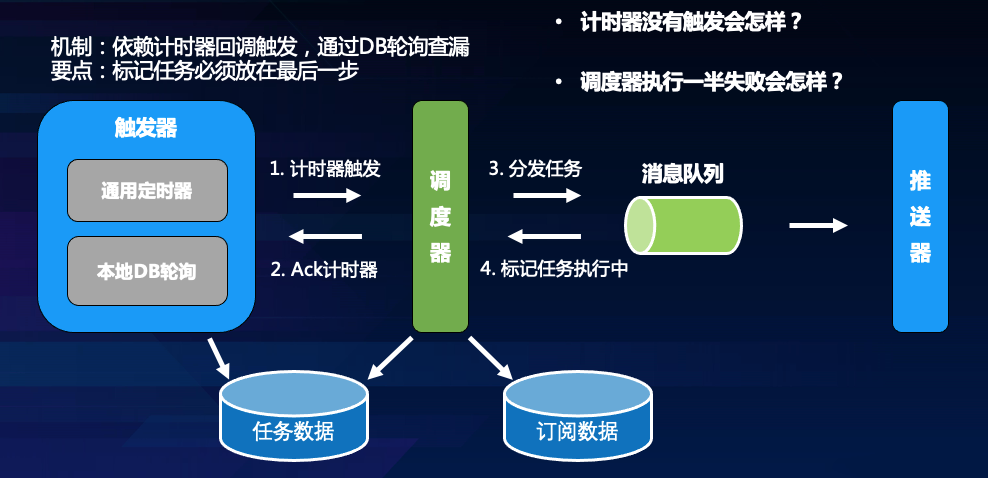 机制：依赖计时器回调触发，通过DB轮询查漏
要点：标记任务必须放在最后一步
• 计时器没有触发会怎样？
• 调度器执行一半失败会怎样？
触发器
通用定时器
本地DB轮询
1. 计时器触发
2. Ack计时器
调度器
3. 分发任务
4. 标记任务执行中
消息队列
推送器
任务数据
订阅数据